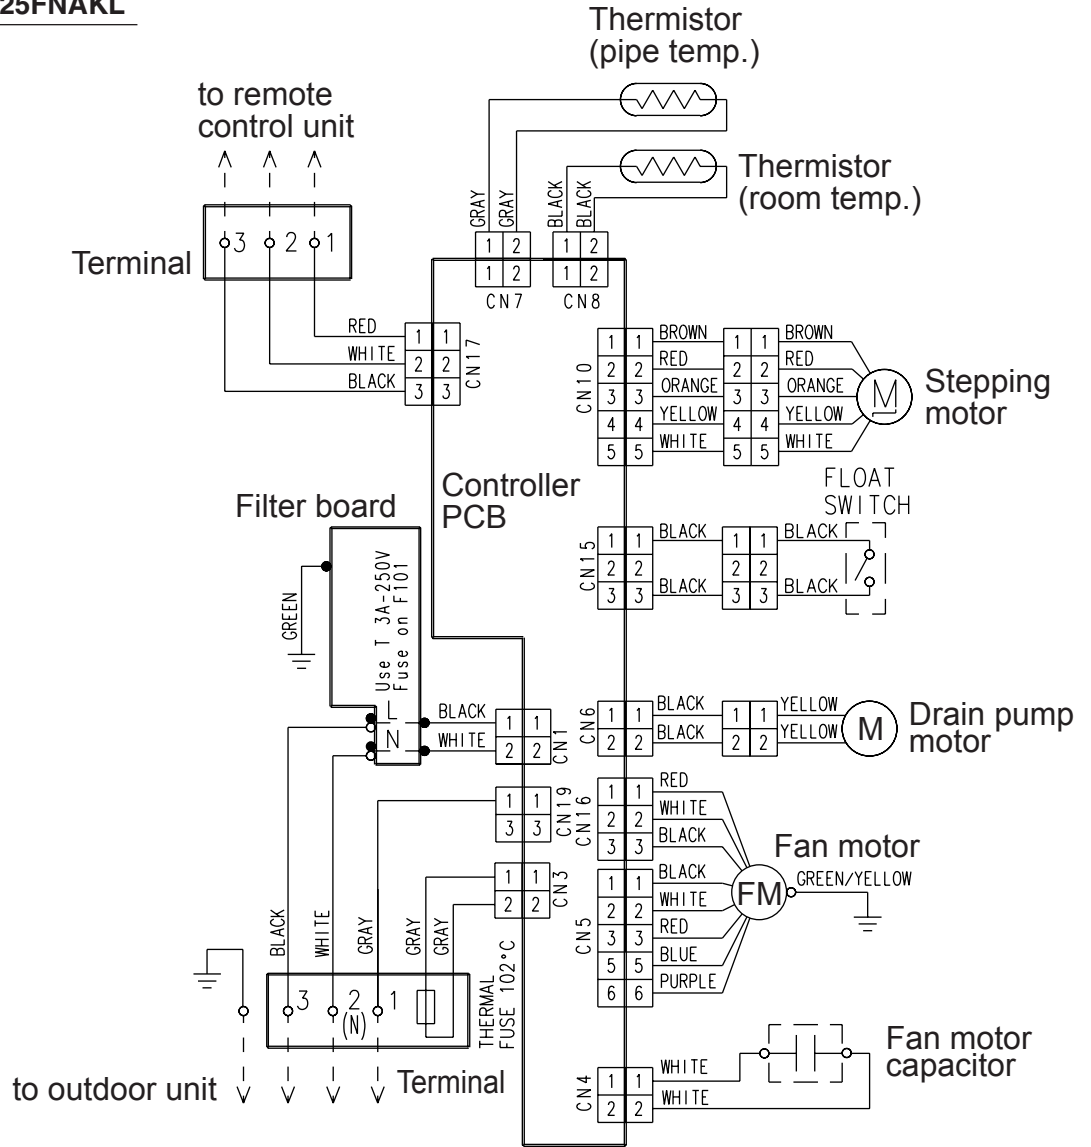 25FNAKL
Thermistor
(pipe temp.)
to remote
control unit
Thermistor
(room temp.)
GRAY
GRAY
BLACK
BLACK
3 2 1
Terminal
1 2
1 2
CN7
1 2
1 2
CN8
RED
WHITE
BLACK
1 1
2 2
3 3
CN17
CN10
1 1 BROWN 1 1 BROWN
2 2 RED 2 2 RED
3 3 ORANGE 3 3 ORANGE
4 4 YELLOW 4 4 YELLOW
5 5 WHITE 5 5 WHITE
M
Stepping
motor
Controller
PCB
Filter board
FLOAT
SWITCH
CN15
1 1 BLACK 1 1 BLACK
2 2 2 2
3 3 BLACK 3 3 BLACK
GREEN
Use T 3A-250V
Fuse on F101
L
N
BLACK
WHITE
1 1
2 2
CN1
CN6
1 1 BLACK 1 1 YELLOW
2 2 BLACK 2 2 YELLOW
M
Drain pump
motor
1 1
3 3
CN19
CN16
1 1 RED
2 2 WHITE
3 3 BLACK
Fan motor
FM
GREEN/YELLOW
1 1
2 2
CN3
CN5
1 1 BLACK
2 2 WHITE
3 3 RED
5 5 BLUE
6 6 PURPLE
BLACK
WHITE
GRAY
GRAY
GRAY
3 2 1
(N)
THERMAL
FUSE 102°C
Fan motor
capacitor
CN4
1 1 WHITE
2 2 WHITE
to outdoor unit
Terminal